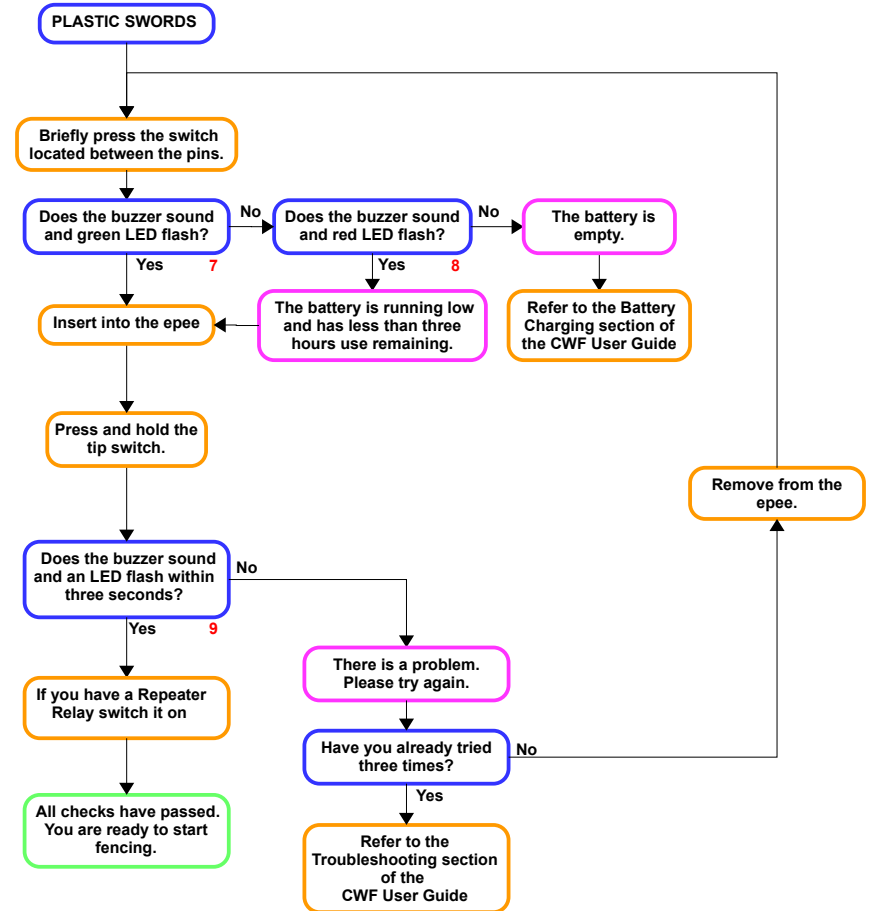 PLASTIC SWORDS
Briefly press the switch
located between the pins.
Does the buzzer sound
and green LED flash?
No
Does the buzzer sound
and red LED flash?
No
The battery is
empty.
Yes
7
Yes
8
Insert into the epee
The battery is running low
and has less than three
hours use remaining.
Refer to the Battery
Charging section of
the CWF User Guide
Press and hold the
tip switch.
Remove from the
epee.
Does the buzzer sound
and an LED flash within
three seconds?
No
Yes
9
There is a problem.
Please try again.
If you have a Repeater
Relay switch it on
Have you already tried
three times?
No
Yes
All checks have passed.
You are ready to start
fencing.
Refer to the
Troubleshooting section
of the
CWF User Guide